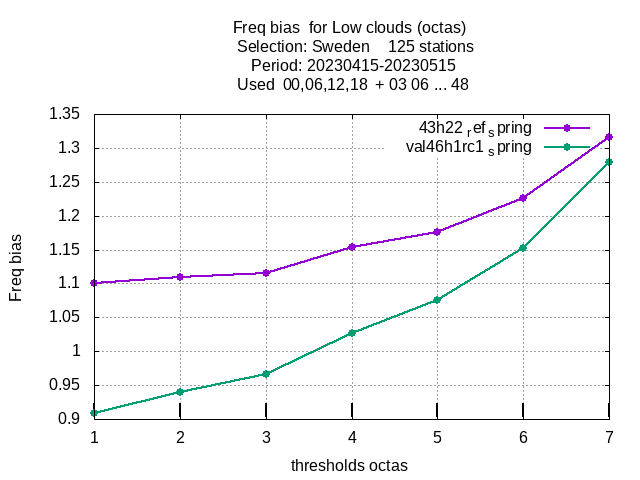 Freq bias  for Low clouds (octas)
Selection: Sweden    125 stations
Period: 20230415-20230515
Used  00,06,12,18  + 03 06 ... 48
1.35
1.3
1.25
1.2
1.15
1.1
1.05
1
0.95
0.9
Freq bias
43h22 ref spring
val46h1rc1 spring
1 2 3 4 5 6 7
thresholds octas